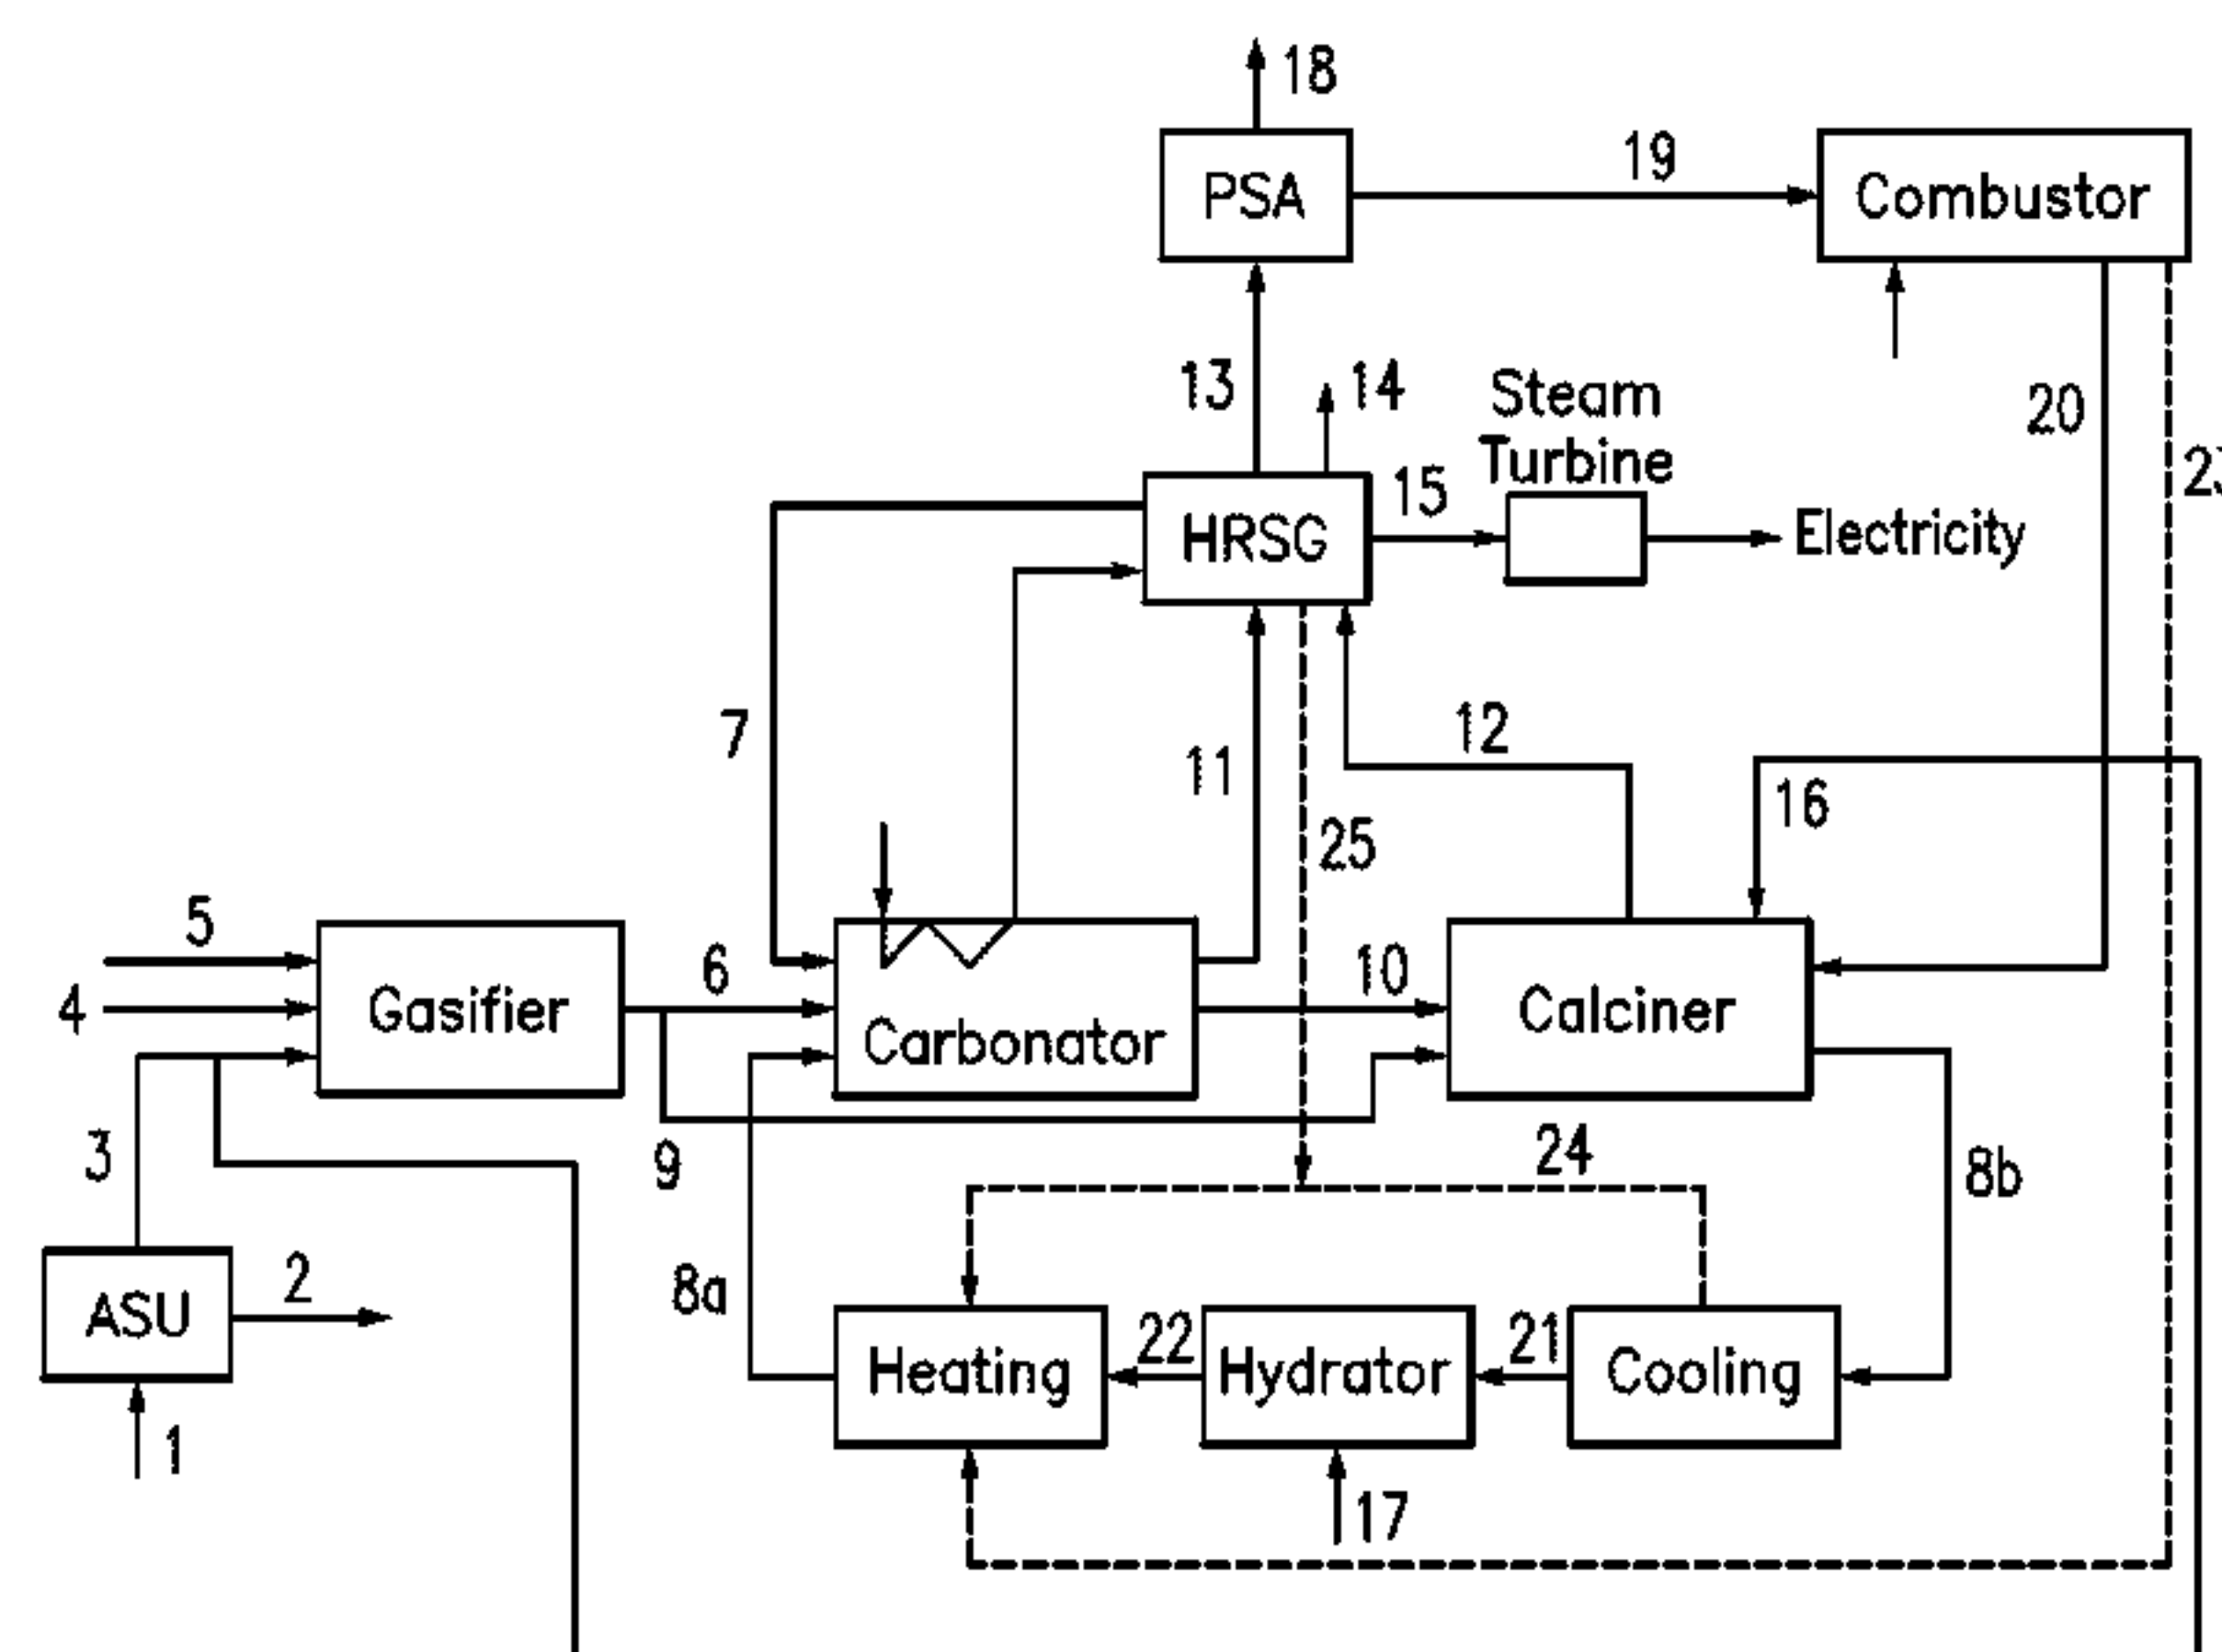 18
PSA
19
Combustor
13
14
Steam
Turbine
15
20
HRSG
Electricity
7
11
12
16
25
5
6
10
4
Gasifier
Carbonator
Calciner
3
9
24
8b
ASU
2
8a
22
21
Heating
Hydrator
Cooling
1
17